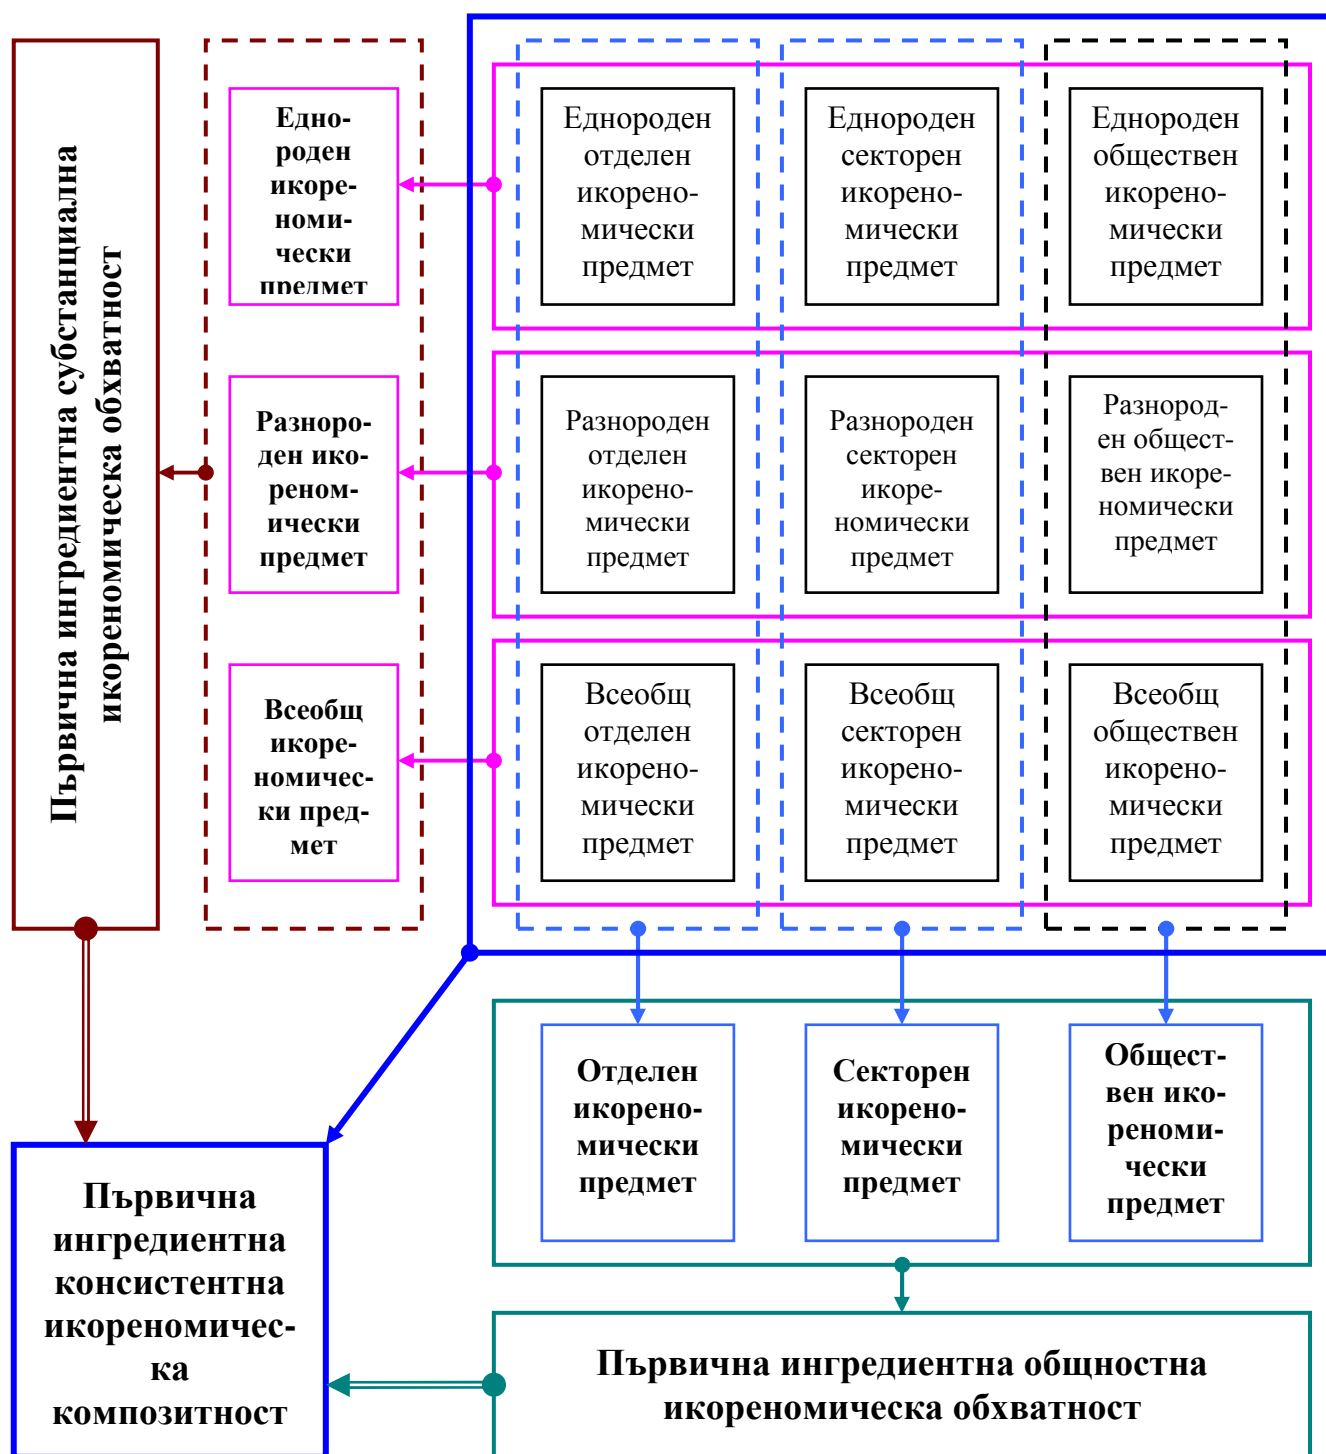 Първична ингредиентна субстанциална
икореномическа обхватност
Едно-
роден
икоре-
номи-
чески
предмет
Разноро-
ден ико-
реном-
ически
предмет
Всеобщ
икоре-
номичес-
ки пред-
мет
Еднороден
отделен
икорено-
мически
предмет
Еднороден
секторен
икорено-
мически
предмет
Еднороден
обществен
икорено-
мически
предмет
Разнороден
отделен
икорено-
мически
предмет
Разнороден
секторен
икоре-
номически
предмет
Разнород-
ен общест-
вен икоре-
номически
предмет
Всеобщ
отделен
икорено-
мически
предмет
Всеобщ
секторен
икорено-
мически
предмет
Всеобщ
обществен
икорено-
мически
предмет
Отделен
икорено-
мически
предмет
Секторен
икорено-
мически
предмет
Общест-
вен ико-
реноми-
чески
предмет
Първична
ингредиентна
консистентна
икореномичес-
ка
композитност
Първична ингредиентна общностна
икореномическа обхватност